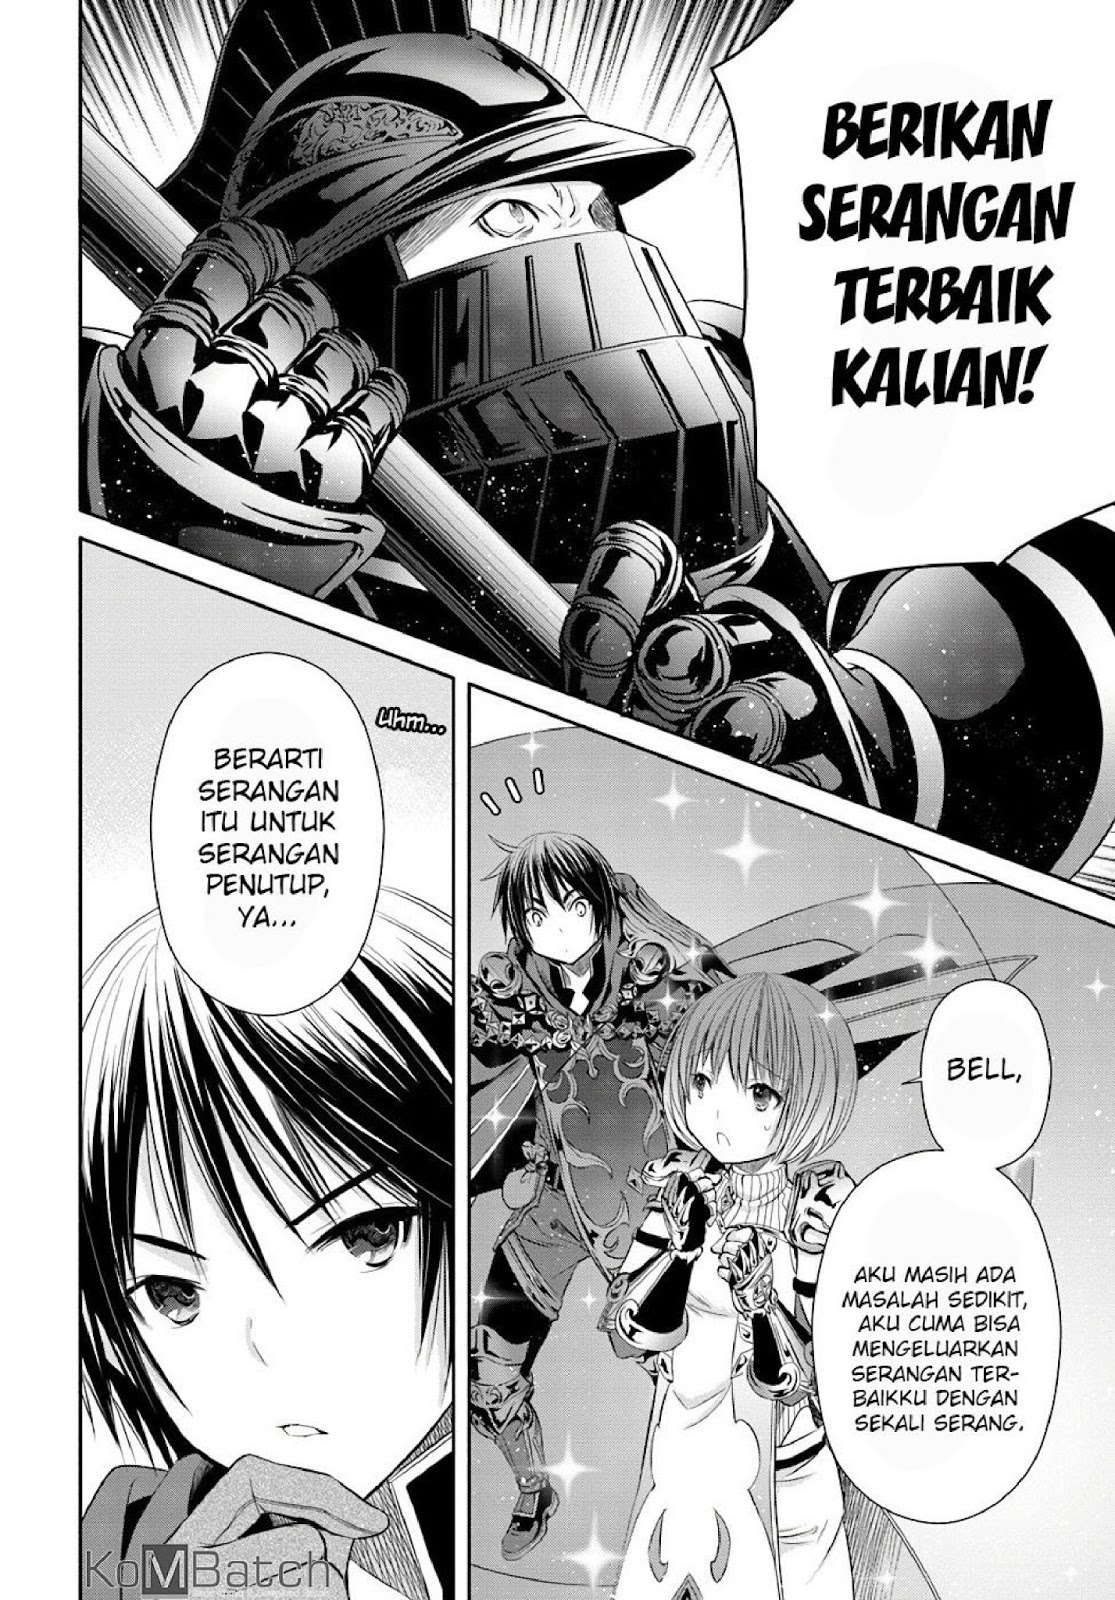 BERIKAN
SERANGAN
TERBAIK
KALIAN!
BELL,
AKU MASIH ADA
MASALAH SEDIKIT,
AKU CUMA BISA
MENGELUARKAN
SERANGAN TER-
BAIKKU DENGAN
SEKALI SERANG.
Uhm...
BERARTI
SERANGAN
ITU UNTUK
SERANGAN
PENUTUP,
YA...
KoMBatch